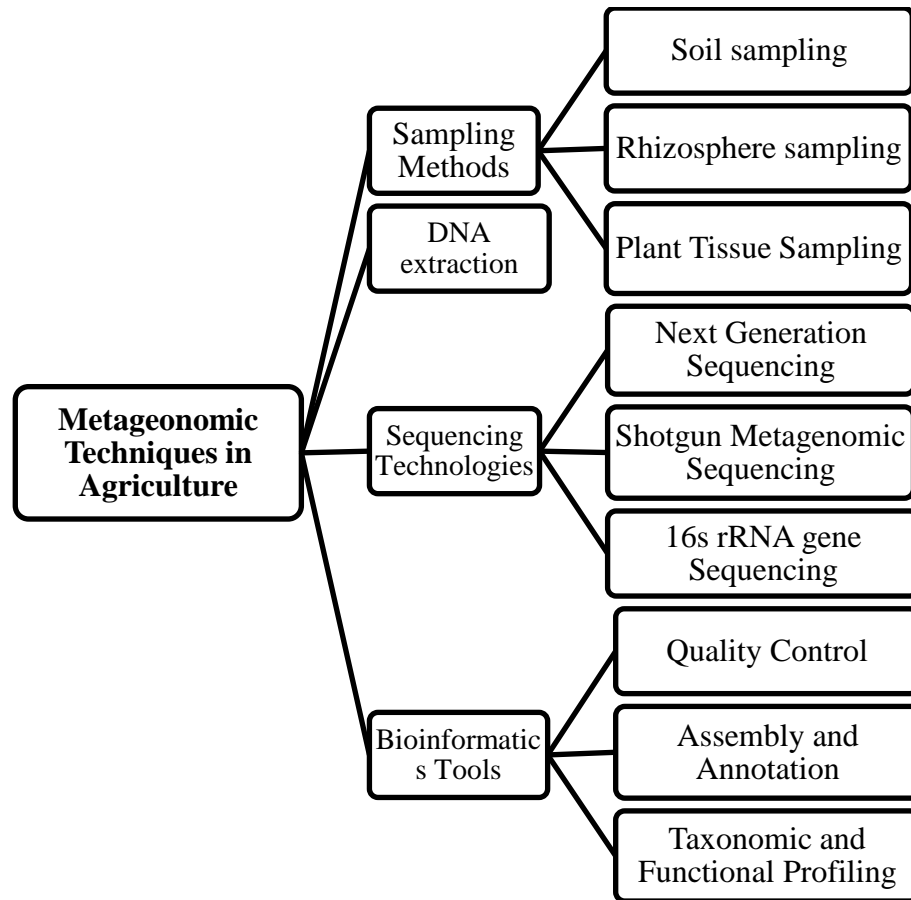 Metageonomic
Techniques in
Agriculture
Sampling
Methods
Soil sampling
Rhizosphere sampling
Plant Tissue Sampling
DNA
extraction
Sequencing
Technologies
Next Generation
Sequencing
Shotgun Metagenomic
Sequencing
16s rRNA gene
Sequencing
Bioinformatic
s Tools
Quality Control
Assembly and
Annotation
Taxonomic and
Functional Profiling